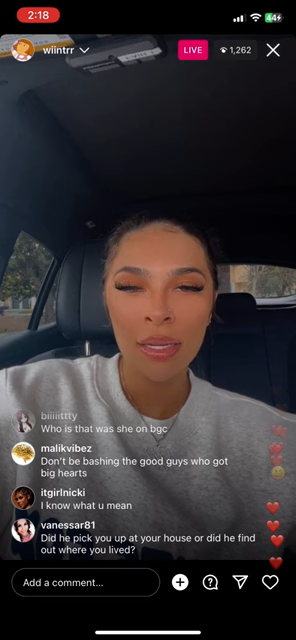 2:18
44
wiintrr
LIVE
1,262
biiiittty
Who is that was she on bgc
malikvibez
Don't be bashing the good guys who got
big hearts
itgirlnicki
I know what u mean
vanessar81
Did he pick you up at your house or did he find
out where you lived?
Add a comment...